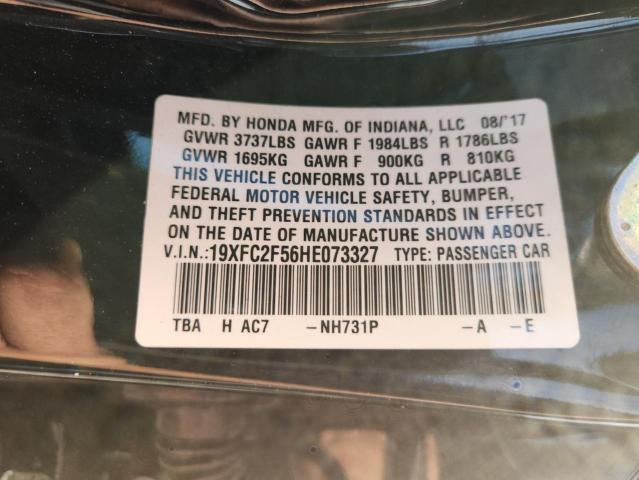 MFD. BY HONDA MFG. OF INDIANA, LLC 08/'17
GVWR 3737LBS GAWR F 1984LBS R 1786LBS
GVWR 1695KG GAWR F 900KG R 810KG
THIS VEHICLE CONFORMS TO ALL APPLICABLE
FEDERAL MOTOR VEHICLE SAFETY, BUMPER,
AND THEFT PREVENTION STANDARDS IN EFFECT
ON THE DATE OF MANUFACTURE SHOWN ABOVE.
V.I.N.:19XFC2F56HE073327 TYPE: PASSENGER CAR
TBA H AC7 -NH731P -A -E